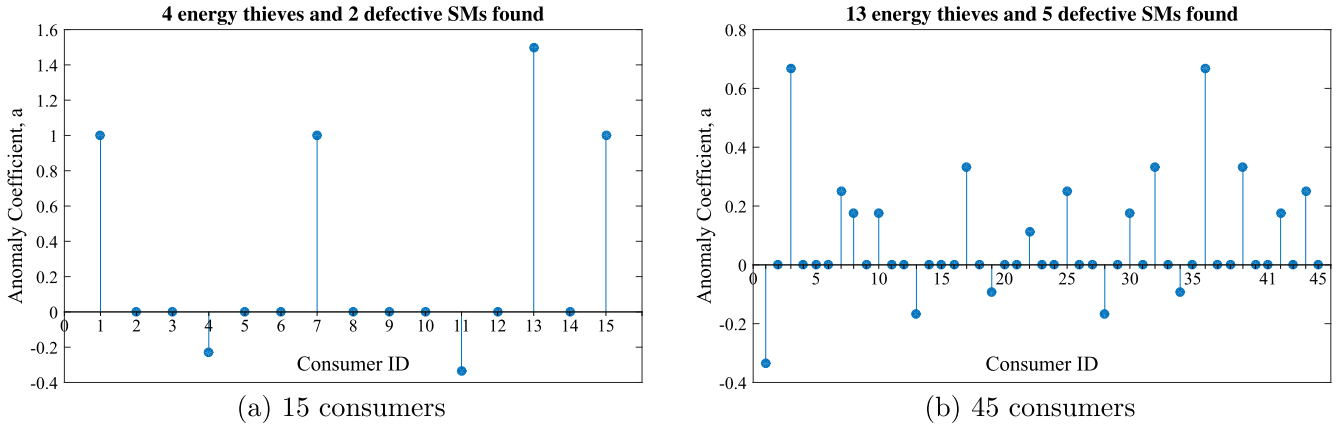 4 energy thieves and 2 defective SMs found
1.6
1.4
1.2
1
0.8
0.6
0.4
0.2
0
-0.2
-0.4
Anomaly Coefficient, a
0 1 2 3 4 5 6 7 8 9 10 11 12 13 14 15
Consumer ID
(a) 15 consumers
13 energy thieves and 5 defective SMs found
0.8
0.6
0.4
0.2
0
-0.2
-0.4
Anomaly Coefficient, a
0 5 10 15 20 25 30 35 41 45
Consumer ID
(b) 45 consumers